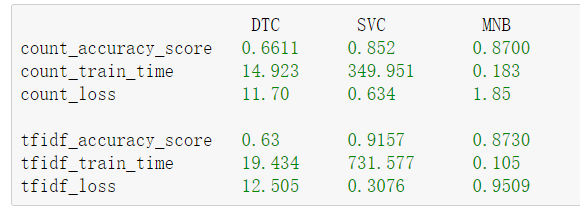 DTC SVC MNB
count_accuracy_score 0.6611 0.852 0.8700
count_train_time 14.923 349.951 0.183
count_loss 11.70 0.634 1.85
tfidf_accuracy_score 0.63 0.9157 0.8730
tfidf_train_time 19.434 731.577 0.105
tfidf_loss 12.505 0.3076 0.9509